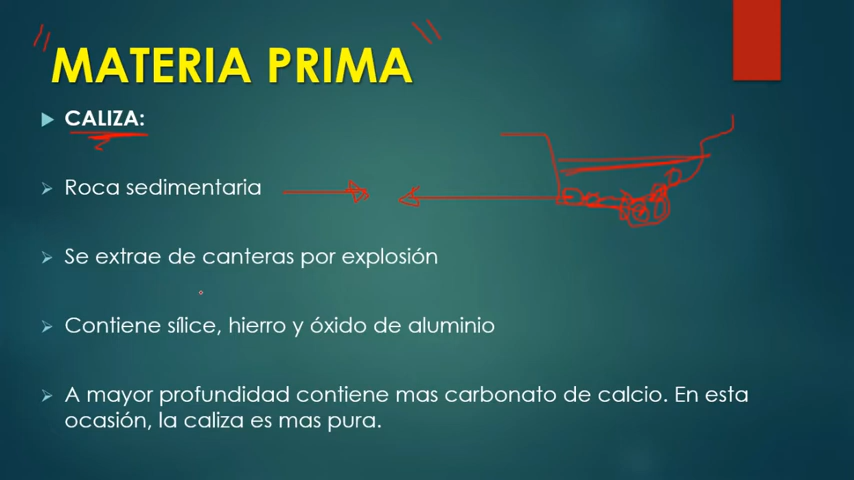 MATERIA PRIMA
CALIZA:
Roca sedimentaria
Se extrae de canteras por explosión
Contiene sílice, hierro y óxido de aluminio
A mayor profundidad contiene mas carbonato de calcio. En esta
ocasión, la caliza es mas pura.